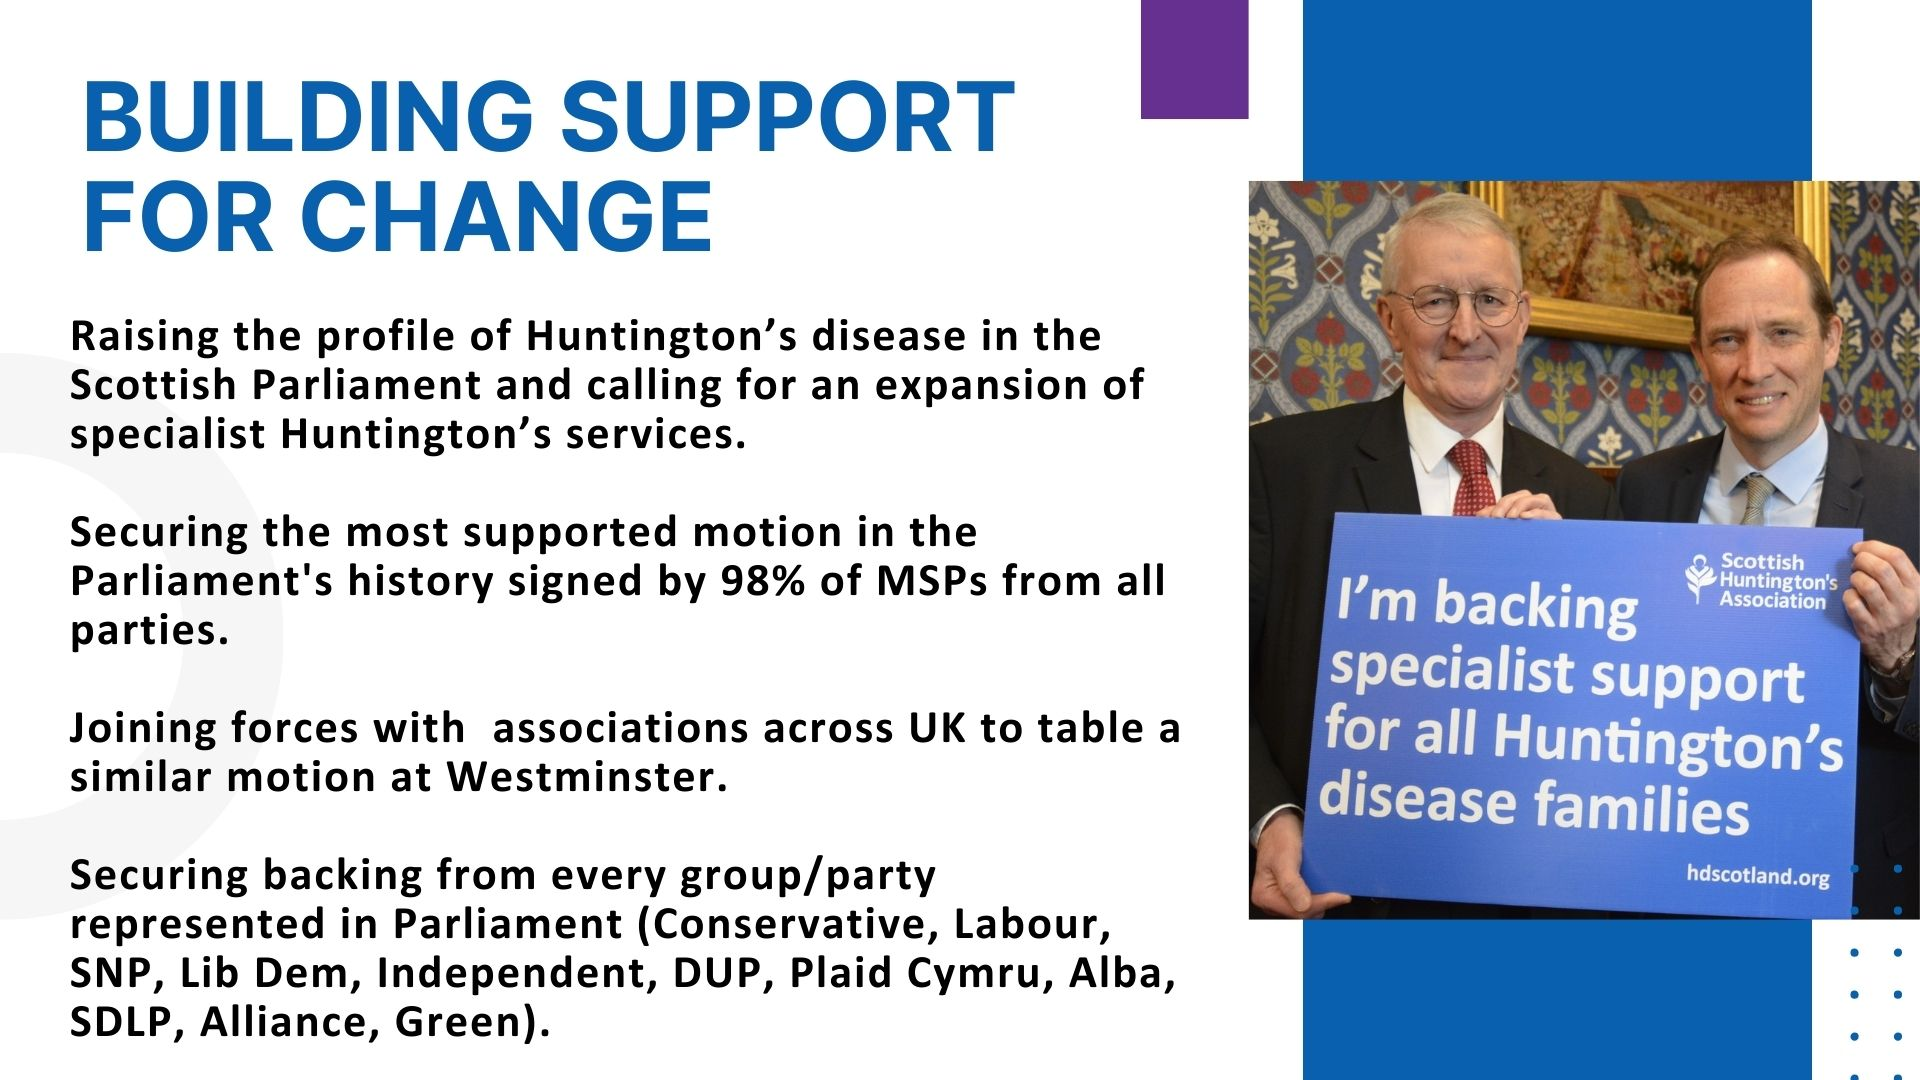 BUILDING SUPPORT
FOR CHANGE
Raising the profile of Huntington’s disease in the
Scottish Parliament and calling for an expansion of
specialist Huntington’s services.
Securing the most supported motion in the
Parliament's history signed by 98% of MSPs from all
parties.
Joining forces with  associations across UK to table a
similar motion at Westminster.
Securing backing from every group/party
represented in Parliament (Conservative, Labour,
SNP, Lib Dem, Independent, DUP, Plaid Cymru, Alba,
SDLP, Alliance, Green).
Scottish
Huntington's
Association
I’m backing
specialist support
for all Huntington’s
disease families
hdscotland.org